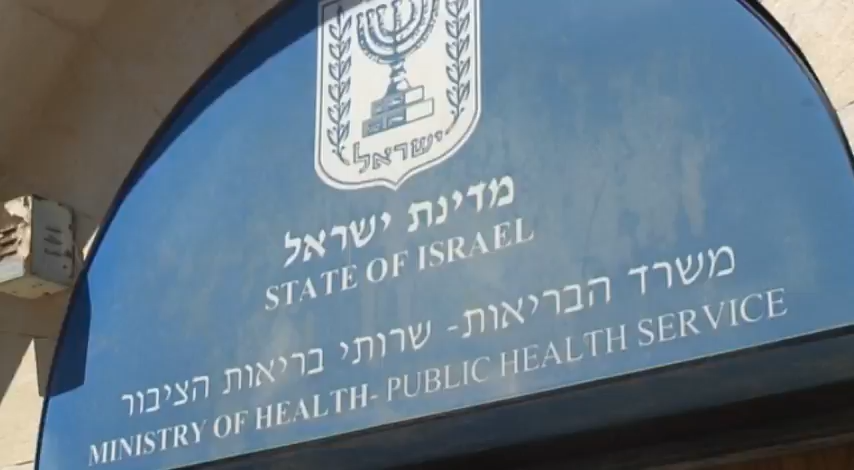 ישראל
מדינת ישראל
STATE OF ISRAEL
משרד הבריאות- שרותי בריאות הציבור
MINISTRY OF HEALTH- PUBLIC HEALTH SERVICE